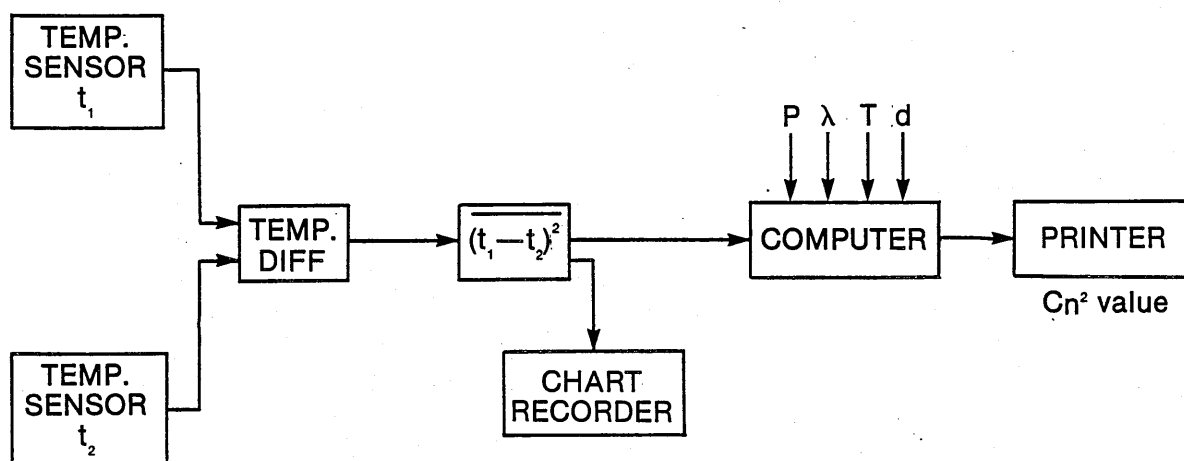 TEMP.
SENSOR
t₁
P λ T d
TEMP.
DIFF
(t₁—t₂)²
COMPUTER
PRINTER
Cn² value
CHART
RECORDER
TEMP.
SENSOR
t₂